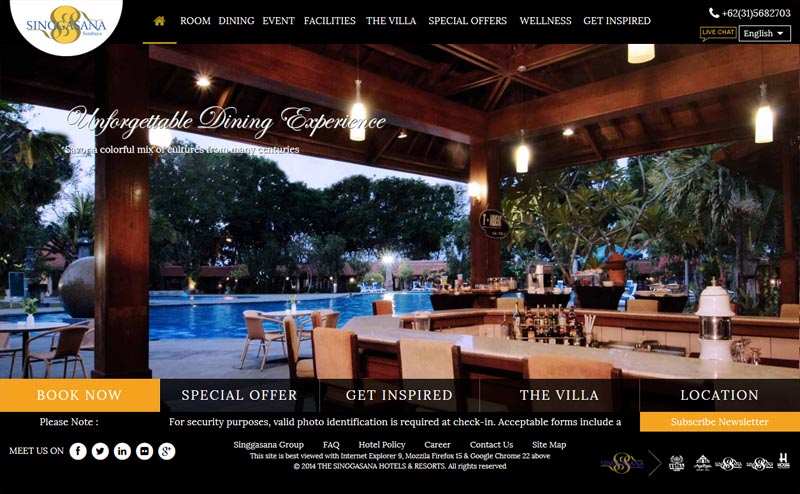 SINGGASANA
Surabaya
ROOM DINING EVENT FACILITIES THE VILLA SPECIAL OFFERS WELLNESS GET INSPIRED
+62(31)5682703
LIVE CHAT
English
Unforgettable Dining Experience
Savor a colorful mix of cultures from many centuries
BOOK NOW
SPECIAL OFFER
GET INSPIRED
THE VILLA
LOCATION
Please Note :
For security purposes, valid photo identification is required at check-in. Acceptable forms include a
Subscribe Newsletter
MEET US ON
Singgasana Group FAQ Hotel Policy Career Contact Us Site Map
This site is best viewed with Internet Explorer 9, Mozzila Firefox 15 & Google Chrome 22 above
© 2014 THE SINGGASANA HOTELS & RESORTS. All rights reserved
SINGGASANA